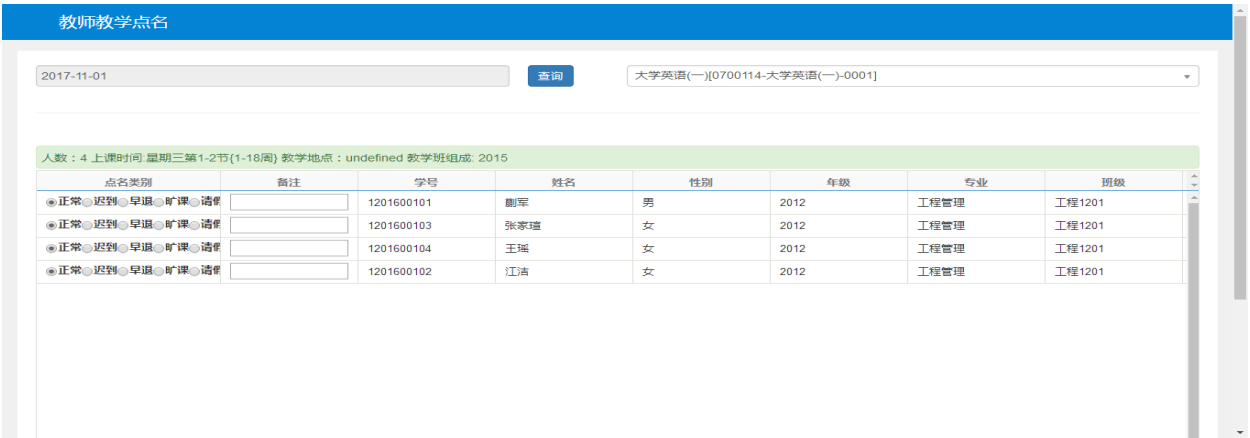 教师教学点名
2017-11-01 查询 大学英语(一)[0700114-大学英语(一)-0001]
人数：4 上课时间:星期三第1-2节{1-18周} 教学地点：undefined 教学班组成: 2015
点名类别 备注 学号 姓名 性别 年级 专业 班级
正常 迟到 早退 旷课 请假 1201600101 蒯军 男 2012 工程管理 工程1201
正常 迟到 早退 旷课 请假 1201600103 张家瑄 女 2012 工程管理 工程1201
正常 迟到 早退 旷课 请假 1201600104 王瑶 女 2012 工程管理 工程1201
正常 迟到 早退 旷课 请假 1201600102 江洁 女 2012 工程管理 工程1201